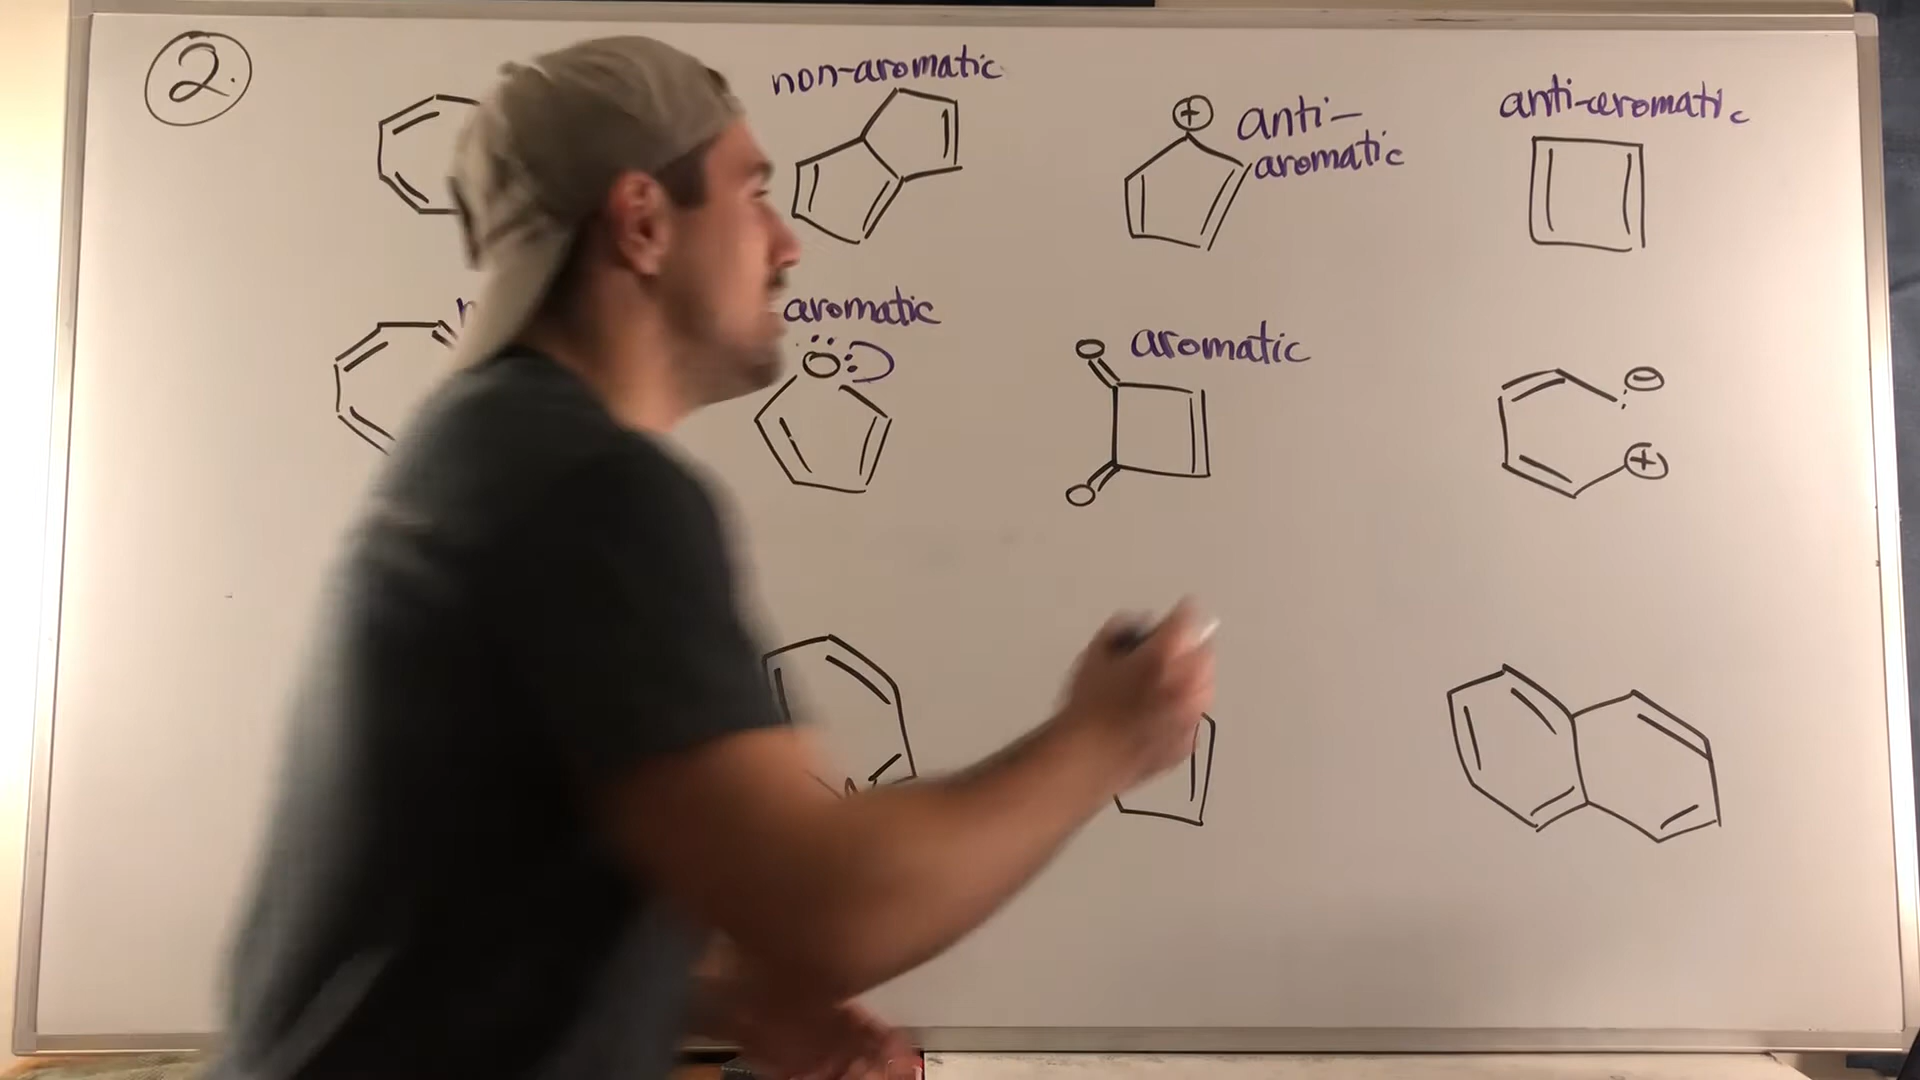 2.
non-aromatic
+
anti-
aromatic
anti-aromatic
aromatic
O
aromatic
O
O
-
+
N